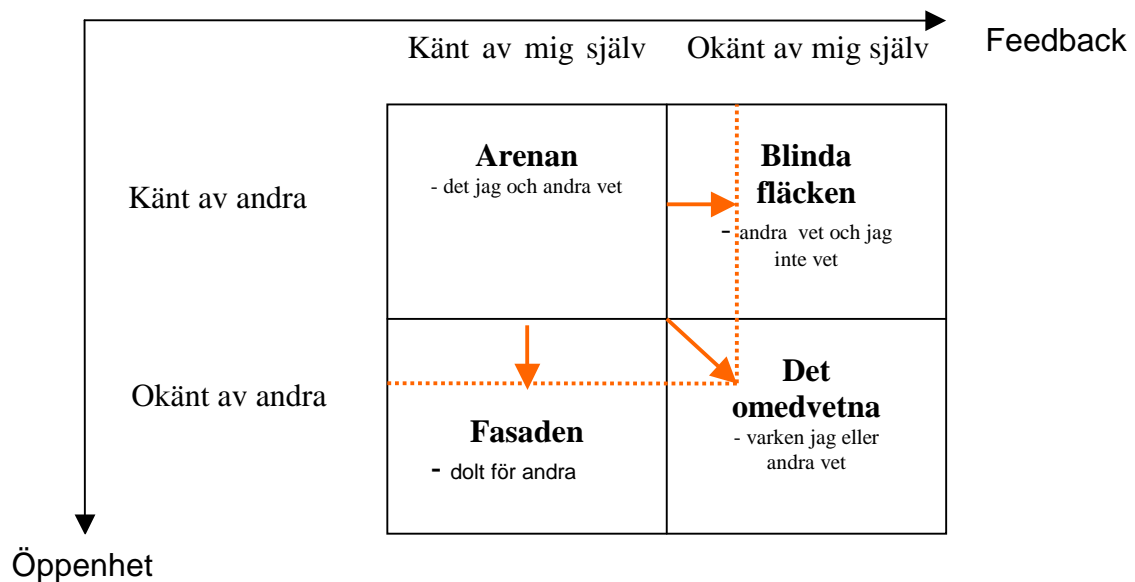 Feedback
Känt av mig själv Okänt av mig själv
Arenan
- det jag och andra vet
Blinda
fläcken
- andra vet och jag
inte vet
Känt av andra
Okänt av andra
Fasaden
- dolt för andra
Det
omedvetna
- varken jag eller
andra vet
Öppenhet